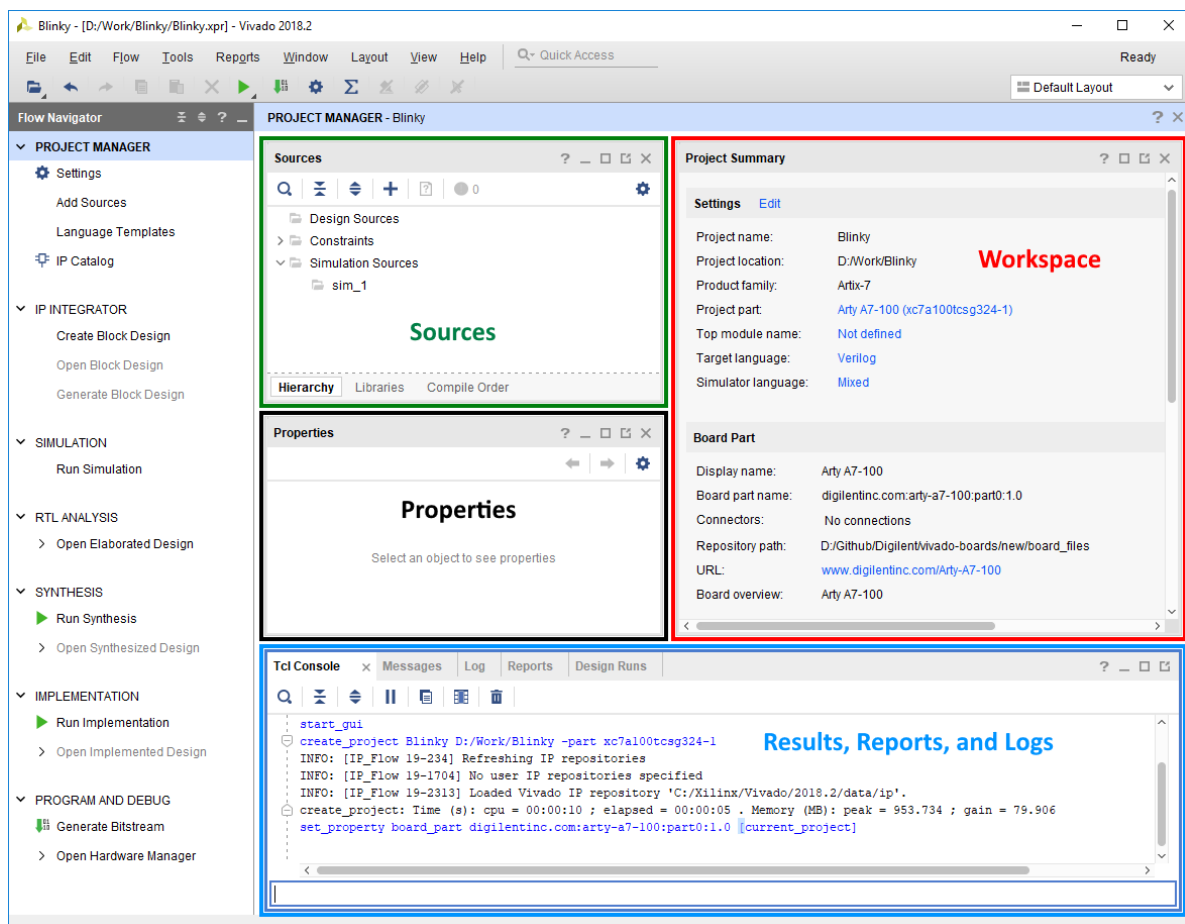 Blinky - [D:/Work/Blinky/Blinky.xpr] - Vivado 2018.2
File Edit Flow Tools Reports Window Layout View Help Quick Access Ready
Default Layout
Flow Navigator
PROJECT MANAGER
Settings
Add Sources
Language Templates
IP Catalog
IP INTEGRATOR
Create Block Design
Open Block Design
Generate Block Design
SIMULATION
Run Simulation
RTL ANALYSIS
Open Elaborated Design
SYNTHESIS
Run Synthesis
Open Synthesized Design
IMPLEMENTATION
Run Implementation
Open Implemented Design
PROGRAM AND DEBUG
Generate Bitstream
Open Hardware Manager
PROJECT MANAGER - Blinky
Sources
0
Design Sources
Constraints
Simulation Sources
sim_1
Sources
Hierarchy Libraries Compile Order
Properties
Properties
Select an object to see properties
Project Summary
Settings Edit
Project name: Blinky
Project location: D:/Work/Blinky
Workspace
Product family: Artix-7
Project part: Arty A7-100 (xc7a100tcsg324-1)
Top module name: Not defined
Target language: Verilog
Simulator language: Mixed
Board Part
Display name: Arty A7-100
Board part name: digilentinc.com:arty-a7-100:part0:1.0
Connectors: No connections
Repository path: D:/Github/Digilent/vivado-boards/new/board_files
URL: www.digilentinc.com/Arty-A7-100
Board overview: Arty A7-100
Tcl Console Messages Log Reports Design Runs
start_gui
create_project Blinky D:/Work/Blinky -part xc7a100tcsg324-1
Results, Reports, and Logs
INFO: [IP_Flow 19-234] Refreshing IP repositories
INFO: [IP_Flow 19-1704] No user IP repositories specified
INFO: [IP_Flow 19-2313] Loaded Vivado IP repository 'C:/Xilinx/Vivado/2018.2/data/ip'.
create_project: Time (s): cpu = 00:00:10 ; elapsed = 00:00:05 . Memory (MB): peak = 953.734 ; gain = 79.906
set_property board_part digilentinc.com:arty-a7-100:part0:1.0 [current_project]